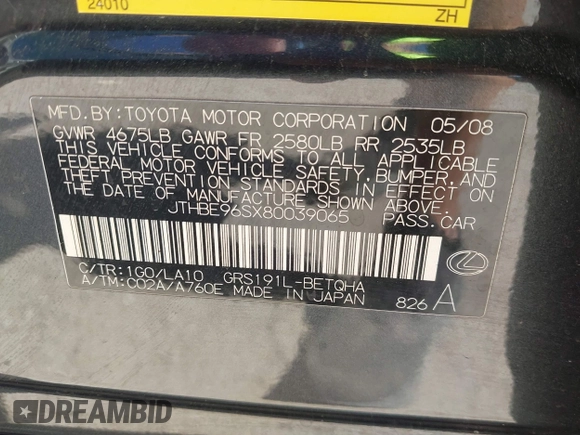 24010 ZH
MFD.BY:TOYOTA MOTOR CORPORATION 05/08
GVWR 4675LB GAWR FR 2580LB RR 2535LB
THIS VEHICLE CONFORMS TO ALL APPLICABLE
FEDERAL MOTOR VEHICLE SAFETY, BUMPER, AND
THEFT PREVENTION STANDARDS IN EFFECT ON
THE DATE OF MANUFACTURE SHOWN ABOVE.
JTHBE96SX80039065 PASS.CAR
C/TR:1G0/LA10 GRS191L-BETQHA
A/TM:C02A/A760E MADE IN JAPAN 826A
DREAMBID